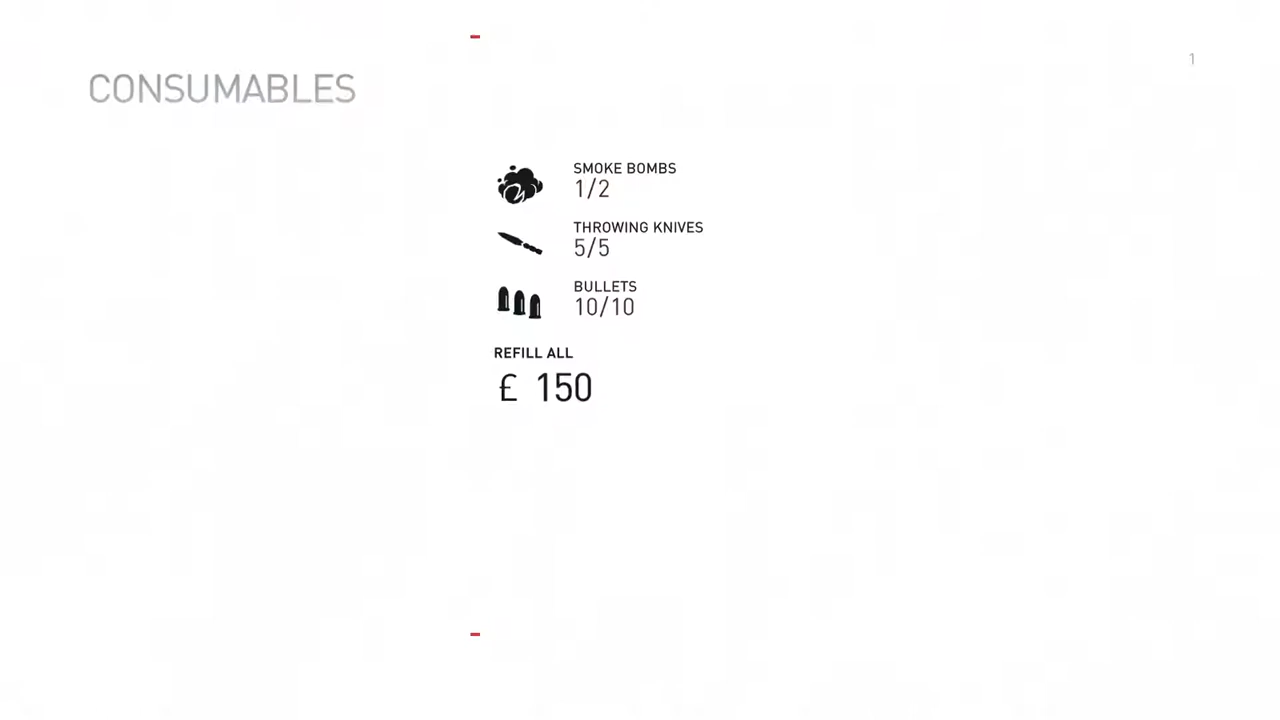 CONSUMABLES
1
SMOKE BOMBS
1/2
THROWING KNIVES
5/5
BULLETS
10/10
REFILL ALL
£ 150